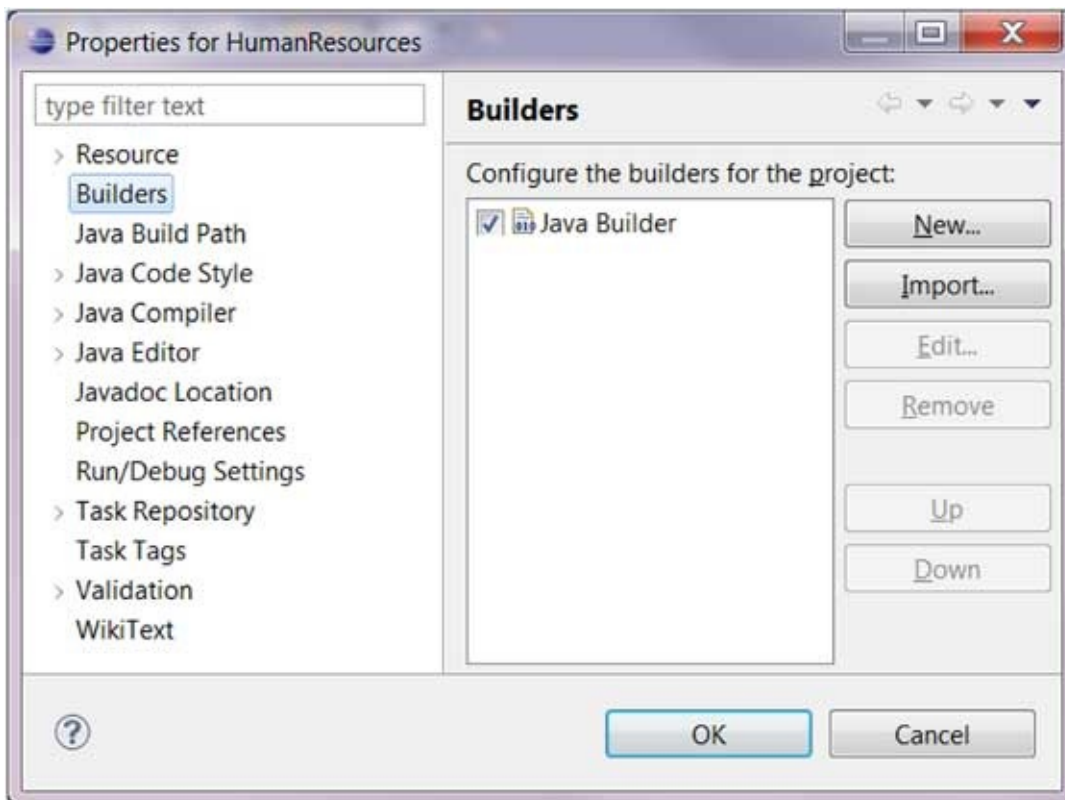 Properties for HumanResources
type filter text
Resource
Builders
Java Build Path
Java Code Style
Java Compiler
Java Editor
Javadoc Location
Project References
Run/Debug Settings
Task Repository
Task Tags
Validation
WikiText
Builders
Configure the builders for the project:
Java Builder
New...
Import...
Edit...
Remove
Up
Down
OK
Cancel